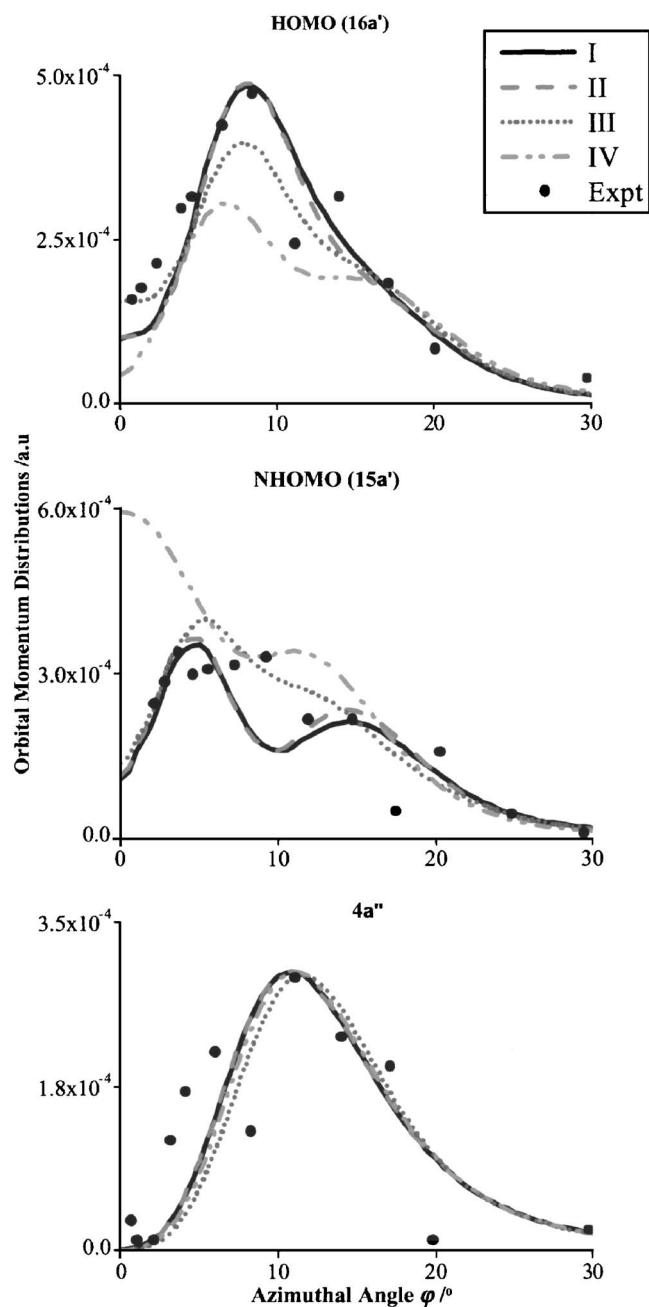 HOMO (16a')
I
II
III
IV
Expt
5.0x10⁻⁴
2.5x10⁻⁴
0.0
0 10 20 30
NHOMO (15a')
Orbital Momentum Distributions /a.u
6.0x10⁻⁴
3.0x10⁻⁴
0.0
0 10 20 30
4a"
3.5x10⁻⁴
1.8x10⁻⁴
0.0
0 10 20 30
Azimuthal Angle φ /°